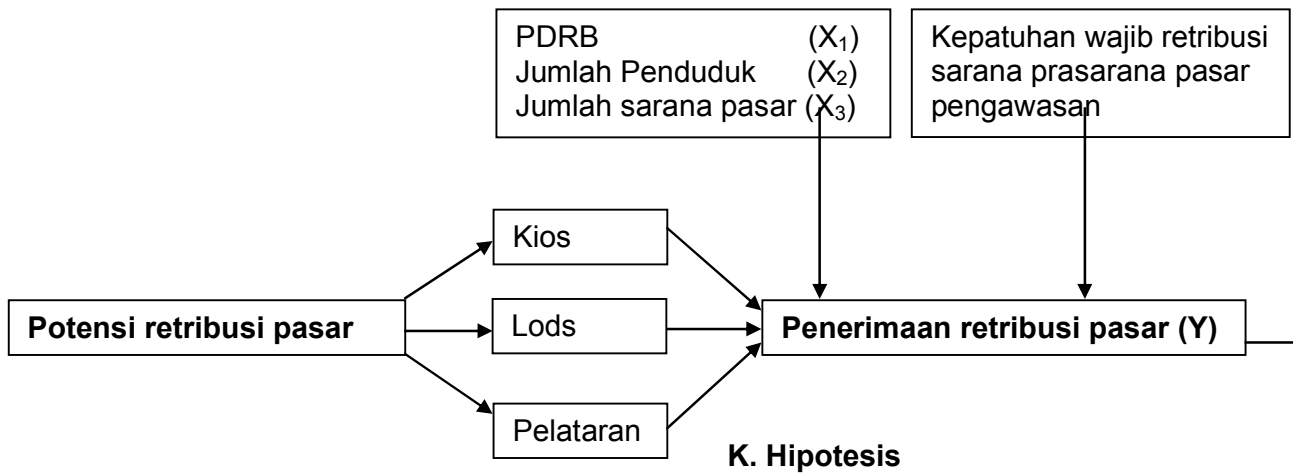 PDRB (X₁)
Jumlah Penduduk (X₂)
Jumlah sarana pasar (X₃)
Kepatuhan wajib retribusi
sarana prasarana pasar
pengawasan
Kios
Potensi retribusi pasar
Lods
Penerimaan retribusi pasar (Y)
Pelataran
K. Hipotesis